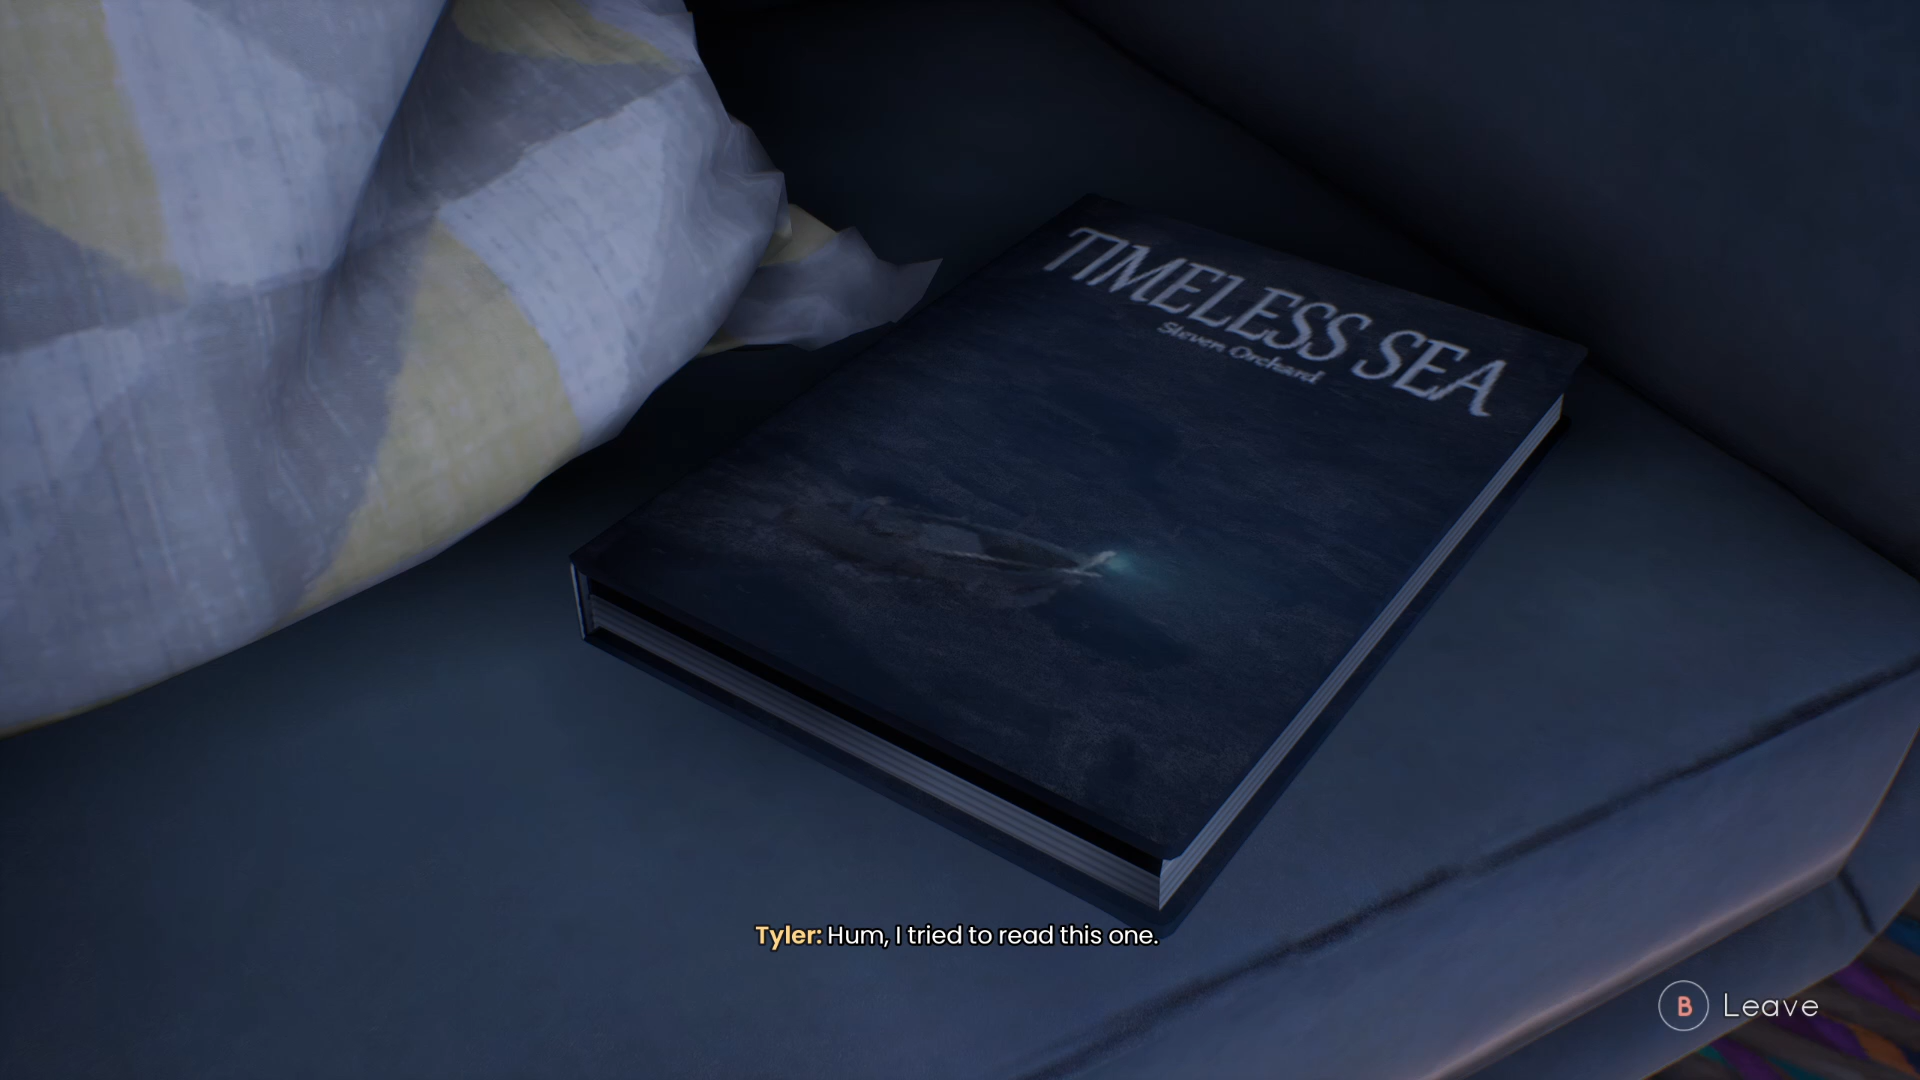 TIMELESS SEA
Steven Orchard
Tyler: Hum, I tried to read this one.
B Leave